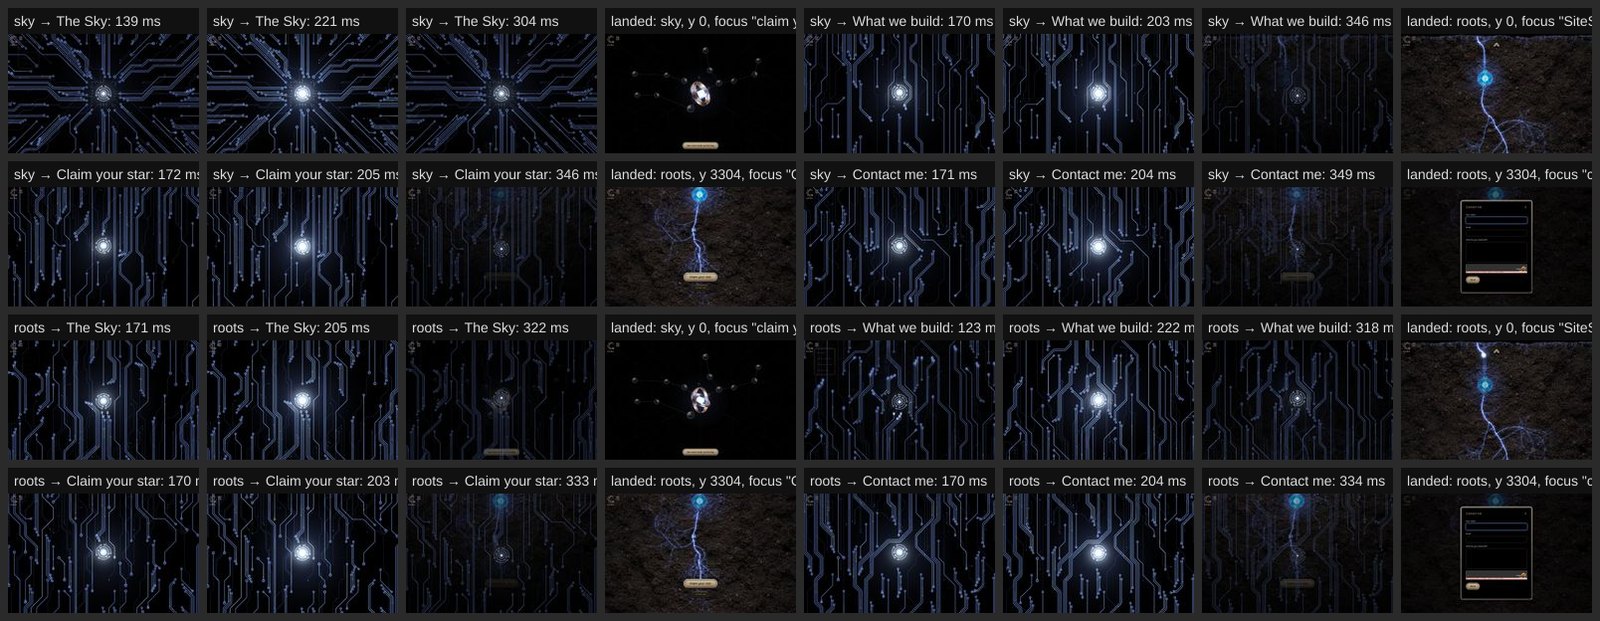 sky → The Sky: 139 ms
sky → The Sky: 221 ms
sky → The Sky: 304 ms
landed: sky, y 0, focus "claim y
sky → What we build: 170 ms
sky → What we build: 203 ms
sky → What we build: 346 ms
landed: roots, y 0, focus "SiteS
sky → Claim your star: 172 ms
sky → Claim your star: 205 ms
sky → Claim your star: 346 ms
landed: roots, y 3304, focus "C
sky → Contact me: 171 ms
sky → Contact me: 204 ms
sky → Contact me: 349 ms
landed: roots, y 3304, focus "c
roots → The Sky: 171 ms
roots → The Sky: 205 ms
roots → The Sky: 322 ms
landed: sky, y 0, focus "claim y
roots → What we build: 123 m
roots → What we build: 222 m
roots → What we build: 318 m
landed: roots, y 0, focus "SiteS
roots → Claim your star: 170 r
roots → Claim your star: 203 r
roots → Claim your star: 333 r
landed: roots, y 3304, focus "C
roots → Contact me: 170 ms
roots → Contact me: 204 ms
roots → Contact me: 334 ms
landed: roots, y 3304, focus "c